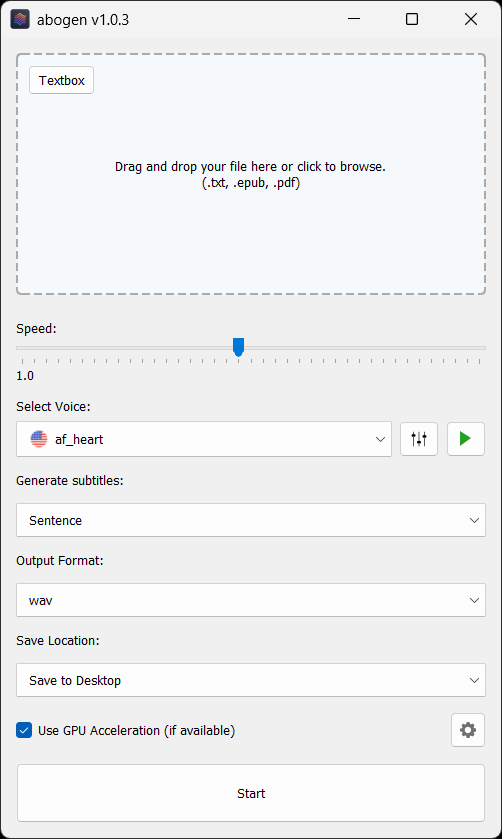 abogen v1.0.3
Textbox
Drag and drop your file here or click to browse.
(.txt, .epub, .pdf)
Speed:
1.0
Select Voice:
af_heart
Generate subtitles:
Sentence
Output Format:
wav
Save Location:
Save to Desktop
Use GPU Acceleration (if available)
Start